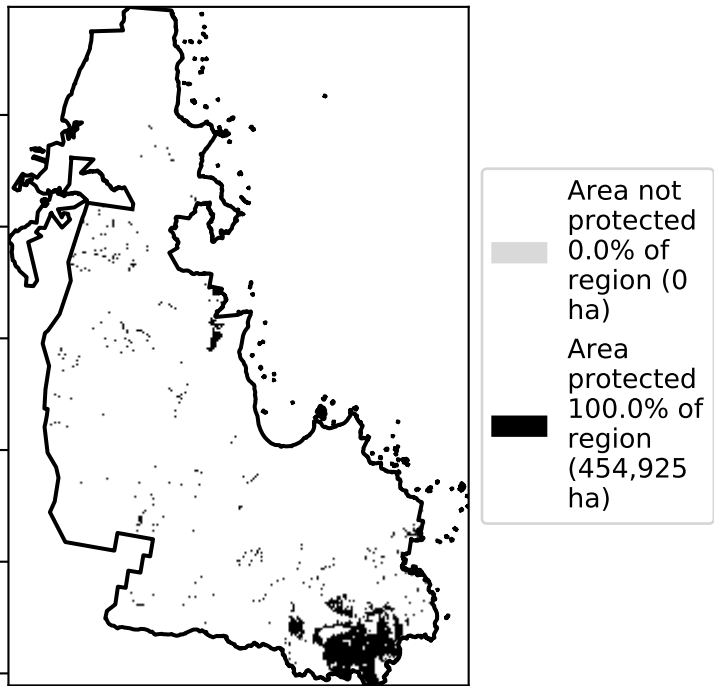 Area not
protected
0.0% of
region (0
ha)
Area
protected
100.0% of
region
(454,925
ha)